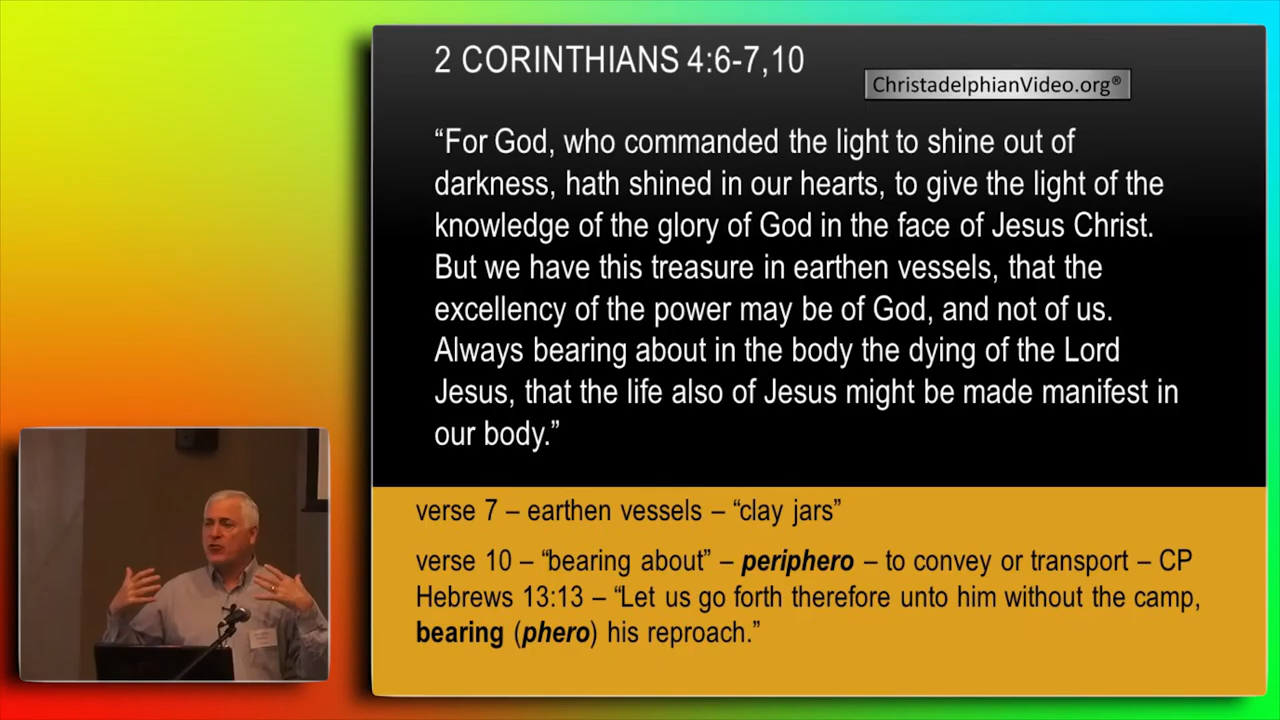 2 CORINTHIANS 4:6-7,10
ChristadelphianVideo.org®
“For God, who commanded the light to shine out of
darkness, hath shined in our hearts, to give the light of the
knowledge of the glory of God in the face of Jesus Christ.
But we have this treasure in earthen vessels, that the
excellency of the power may be of God, and not of us.
Always bearing about in the body the dying of the Lord
Jesus, that the life also of Jesus might be made manifest in
our body.”
verse 7 – earthen vessels – “clay jars”
verse 10 – “bearing about” – periphero – to convey or transport – CP
Hebrews 13:13 – “Let us go forth therefore unto him without the camp,
bearing (phero) his reproach.”